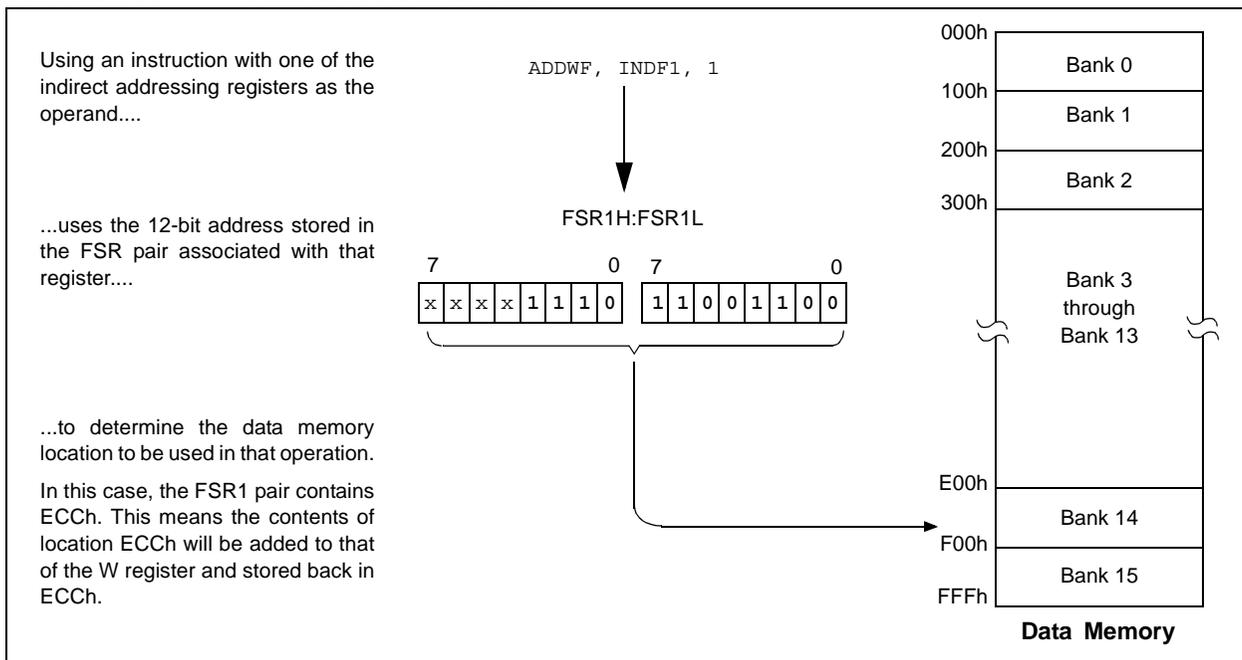 Using an instruction with one of the
indirect addressing registers as the
operand....
ADDWF, INDF1, 1
...uses the 12-bit address stored in
the FSR pair associated with that
register....
FSR1H:FSR1L
7 0 7 0
x x x x 1 1 1 0 1 1 0 0 1 1 0 0
...to determine the data memory
location to be used in that operation.
In this case, the FSR1 pair contains
ECCh. This means the contents of
location ECCh will be added to that
of the W register and stored back in
ECCh.
000h
Bank 0
100h
Bank 1
200h
Bank 2
300h
Bank 3
through
Bank 13
E00h
Bank 14
F00h
Bank 15
FFFh
Data Memory